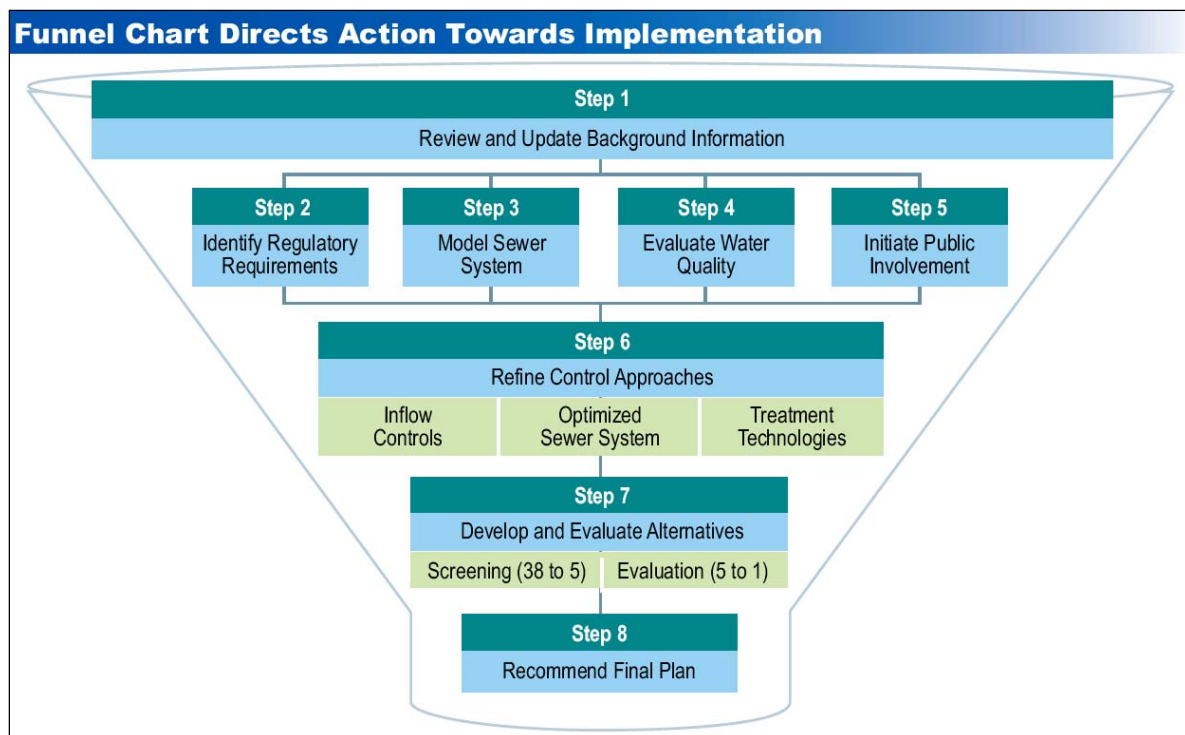 Funnel Chart Directs Action Towards Implementation
Step 1
Review and Update Background Information
Step 2
Identify Regulatory
Requirements
Step 3
Model Sewer
System
Step 4
Evaluate Water
Quality
Step 5
Initiate Public
Involvement
Step 6
Refine Control Approaches
Inflow
Controls
Optimized
Sewer System
Treatment
Technologies
Step 7
Develop and Evaluate Alternatives
Screening (38 to 5)
Evaluation (5 to 1)
Step 8
Recommend Final Plan